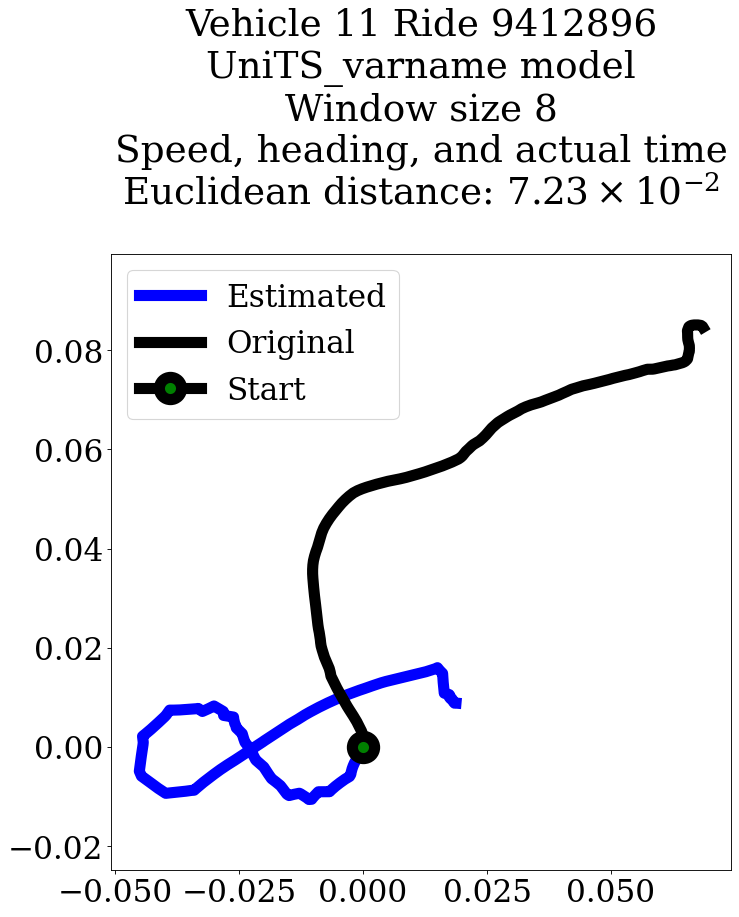 Vehicle 11 Ride 9412896
UniTS_varname model
Window size 8
Speed, heading, and actual time
Euclidean distance: 7.23 × 10⁻²
Estimated
Original
Start
0.08
0.06
0.04
0.02
0.00
−0.02
−0.050 −0.025 0.000 0.025 0.050